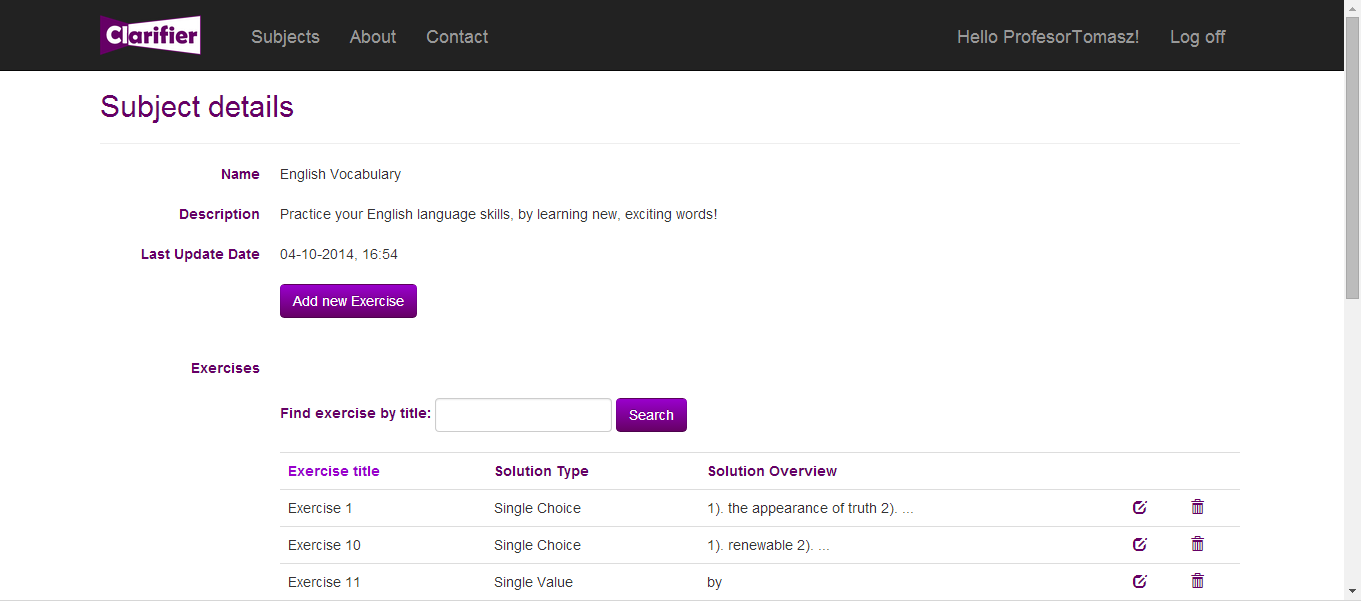 Clarifier Subjects About Contact Hello ProfesorTomasz! Log off
Subject details
Name English Vocabulary
Description Practice your English language skills, by learning new, exciting words!
Last Update Date 04-10-2014, 16:54
Add new Exercise
Exercises
Find exercise by title: Search
Exercise title Solution Type Solution Overview
Exercise 1 Single Choice 1). the appearance of truth 2). ...
Exercise 10 Single Choice 1). renewable 2). ...
Exercise 11 Single Value by